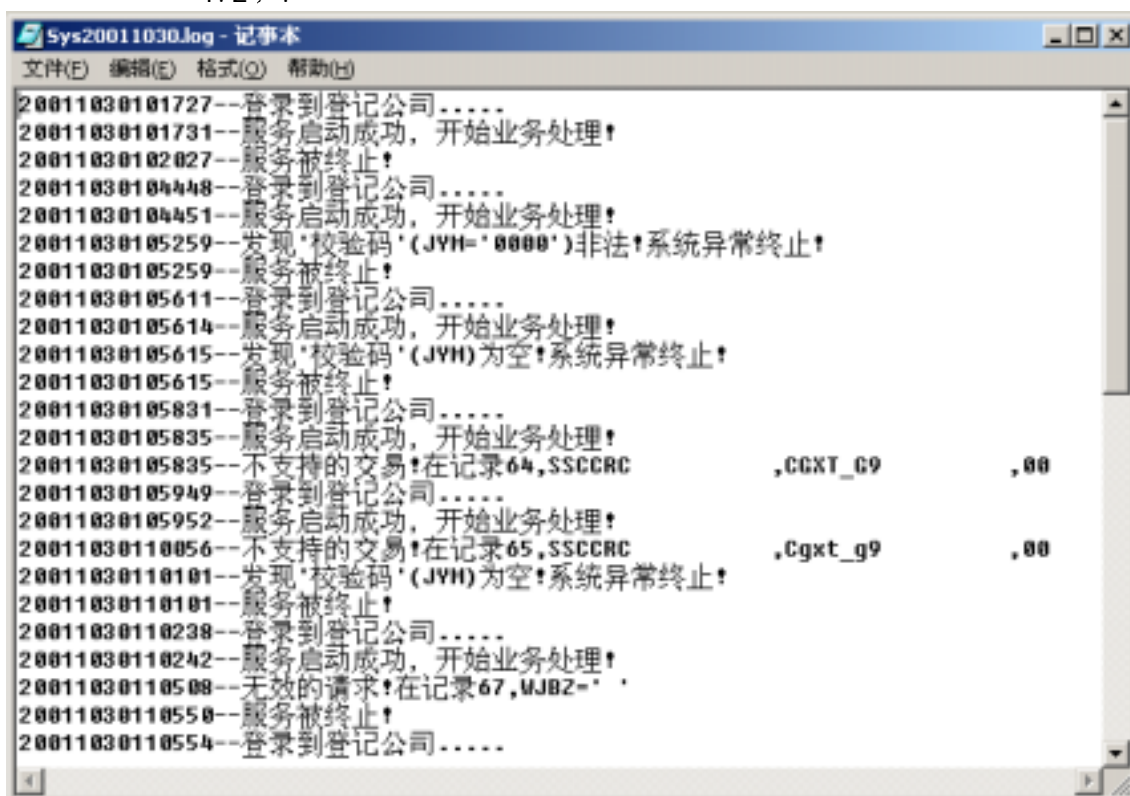 Sys20011030.log - 记事本
文件(F) 编辑(E) 格式(O) 帮助(H)
20011030101727--登录到登记公司.....
20011030101731--服务启动成功, 开始业务处理!
20011030102027--服务被终止!
20011030104448--登录到登记公司.....
20011030104451--服务启动成功, 开始业务处理!
20011030105259--发现'校验码'(JYM='0000')非法!系统异常终止!
20011030105259--服务被终止!
20011030105611--登录到登记公司.....
20011030105614--服务启动成功, 开始业务处理!
20011030105615--发现'校验码'(JYM)为空!系统异常终止!
20011030105615--服务被终止!
20011030105831--登录到登记公司.....
20011030105835--服务启动成功, 开始业务处理!
20011030105835--不支持的交易!在记录64,SSCCRC ,CGXT_G9 ,00
20011030105949--登录到登记公司.....
20011030105952--服务启动成功, 开始业务处理!
20011030110056--不支持的交易!在记录65,SSCCRC ,Cgxt_g9 ,00
20011030110101--发现'校验码'(JYM)为空!系统异常终止!
20011030110101--服务被终止!
20011030110238--登录到登记公司.....
20011030110242--服务启动成功, 开始业务处理!
20011030110508--无效的请求!在记录67,WJBZ=' '
20011030110550--服务被终止!
20011030110554--登录到登记公司.....